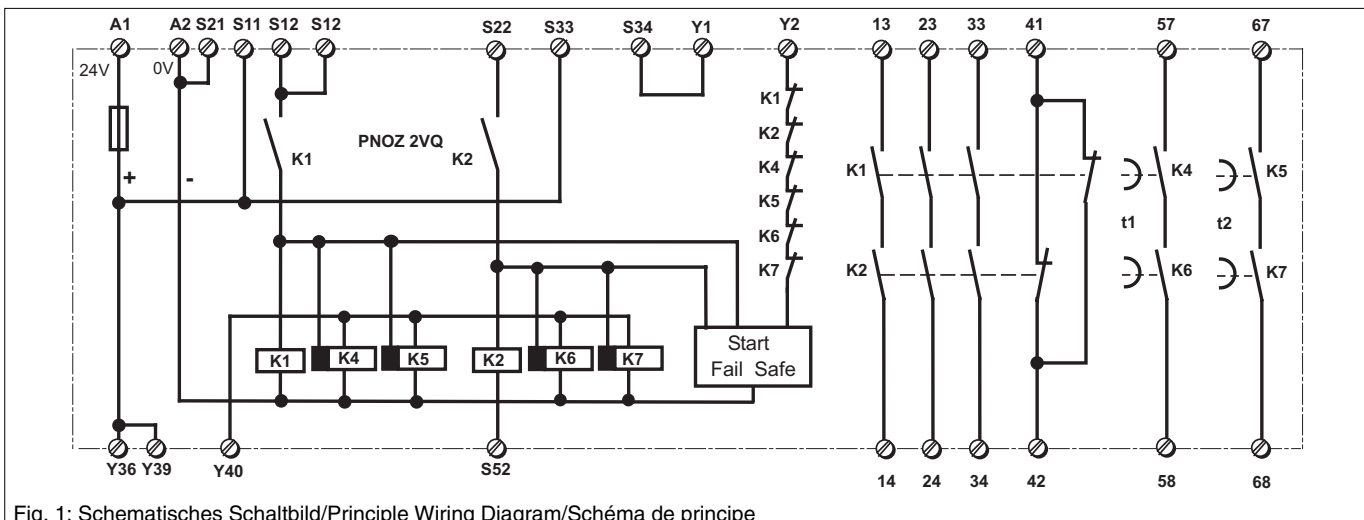 A1 A2 S21 S11 S12 S12 S22 S33 S34 Y1 Y2 13 23 33 41 57 67
24V 0V
K1
K2
K4
K5
K6
K7
PNOZ 2VQ
K1 K2
+ -
K1 K4 K5
t1 t2
K2 K6 K7
K1 K4 K5 K2 K6 K7
Start
Fail Safe
Y36 Y39 Y40 S52 14 24 34 42 58 68
Fig. 1: Schematisches Schaltbild/Principle Wiring Diagram/Schéma de principe